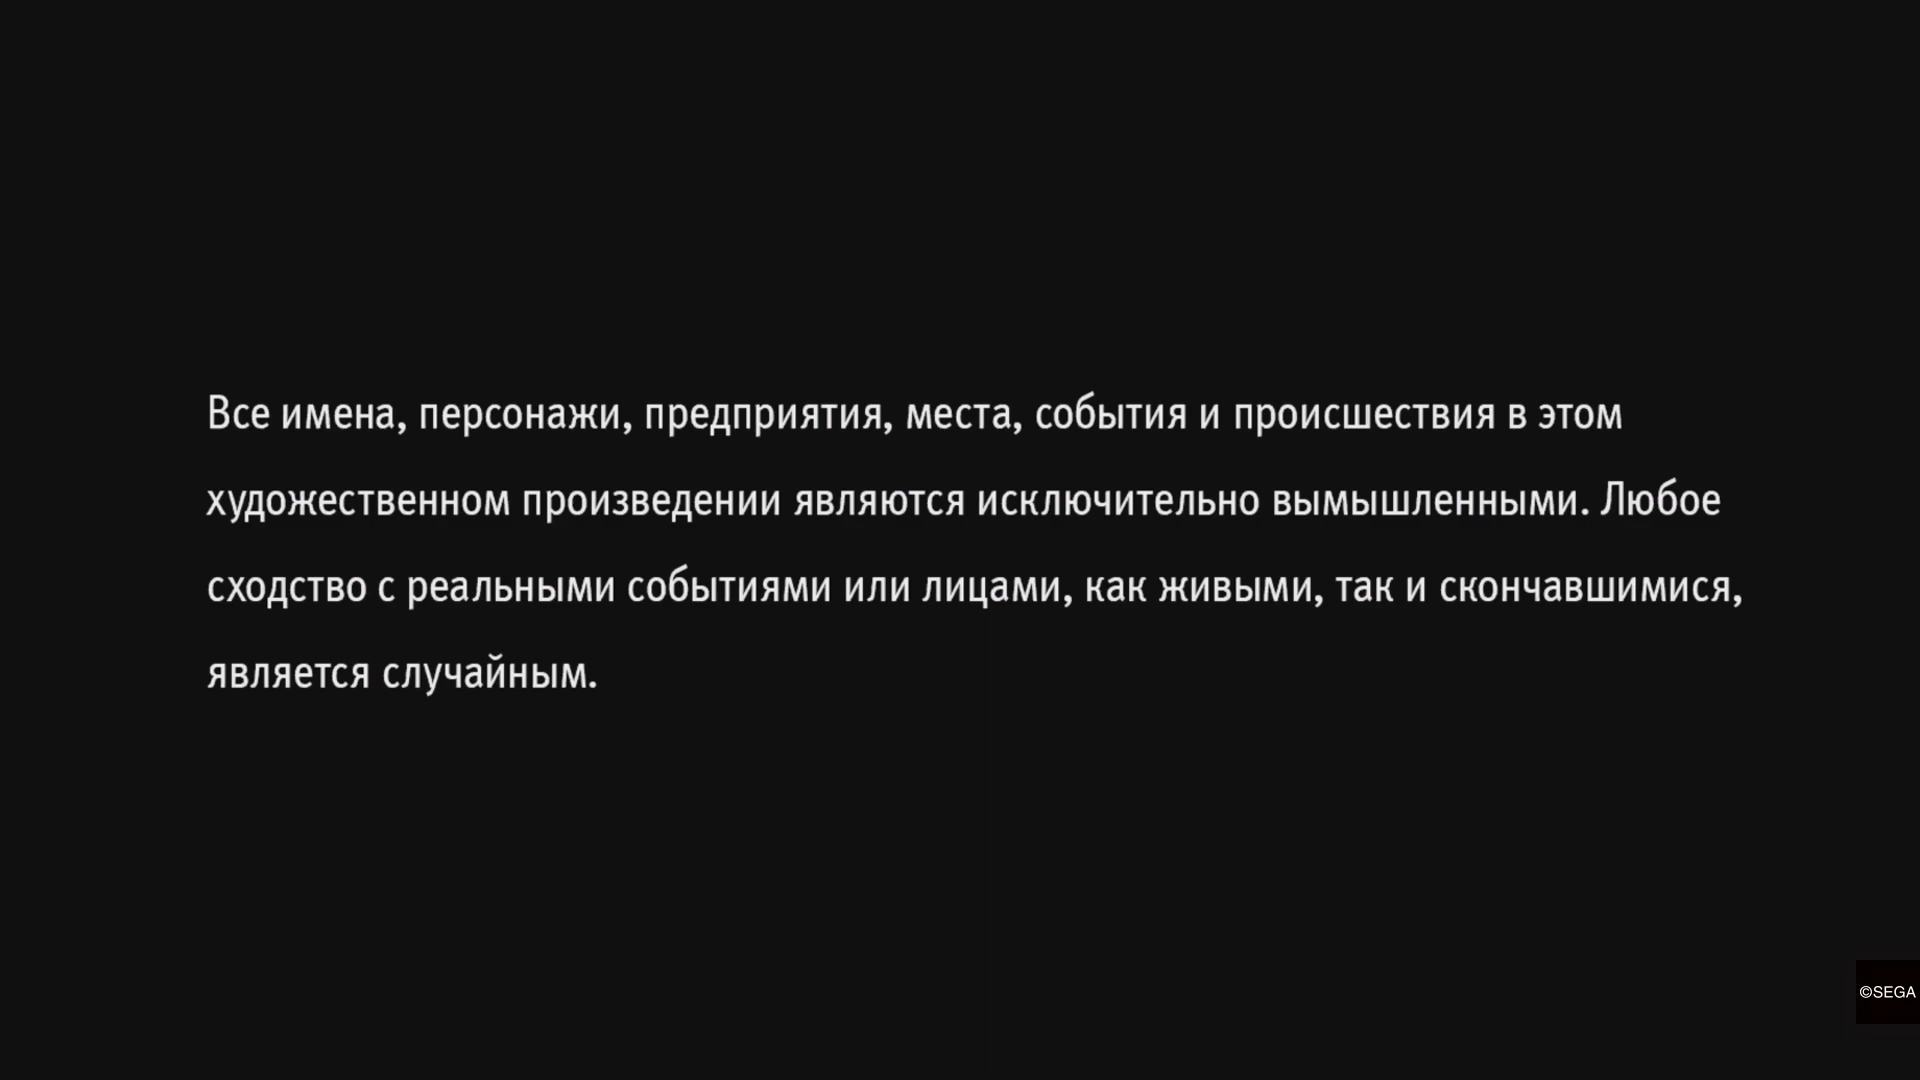 Все имена, персонажи, предприятия, места, события и происшествия в этом
художественном произведении являются исключительно вымышленными. Любое
сходство с реальными событиями или лицами, как живыми, так и скончавшимися,
является случайным.
©SEGA